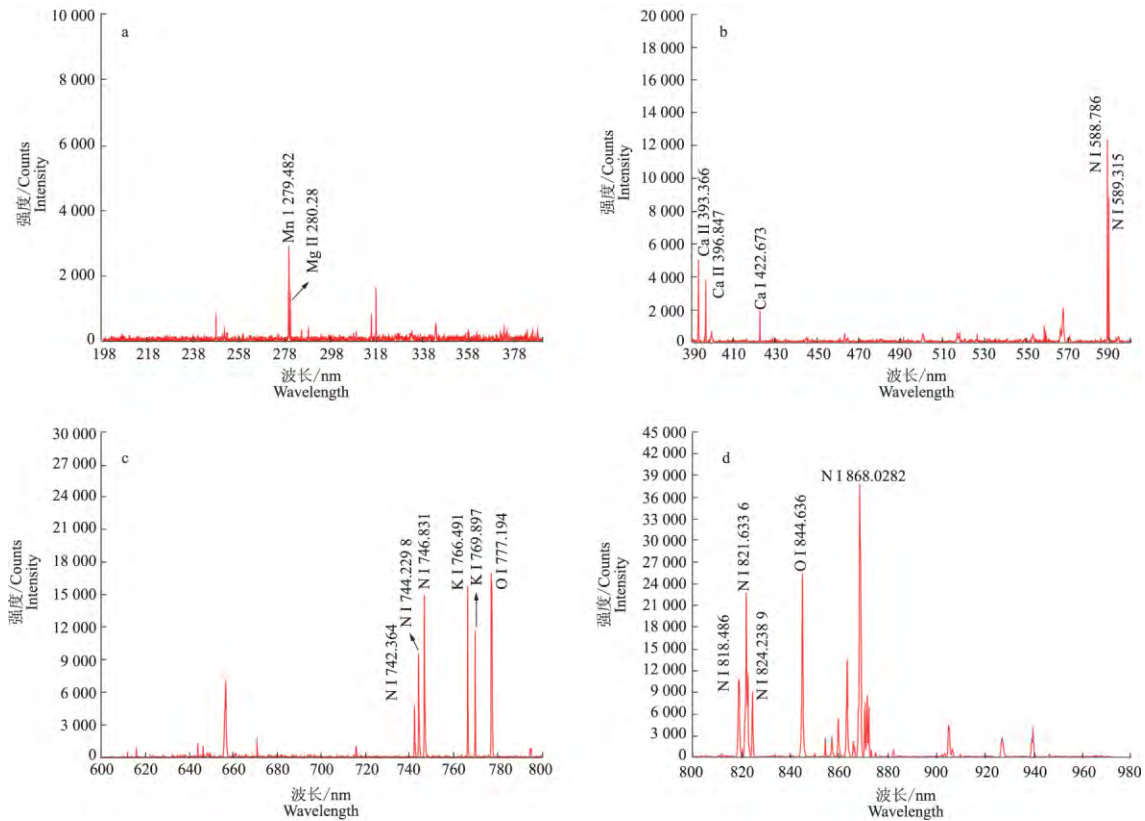 a
10 000
8 000
6 000
4 000
2 000
0
强度/Counts
Intensity
Mn I 279.482
Mg II 280.28
198 218 238 258 278 298 318 338 358 378
波长/nm
Wavelength
b
20 000
18 000
16 000
14 000
12 000
10 000
8 000
6 000
4 000
2 000
0
强度/Counts
Intensity
Ca II 393.366
Ca II 396.847
Ca I 422.673
N I 588.786
N I 589.315
390 410 430 450 470 490 510 530 550 570 590
波长/nm
Wavelength
c
30 000
27 000
24 000
21 000
18 000
15 000
12 000
9 000
6 000
3 000
0
强度/Counts
Intensity
N I 742.364
N I 744.229 8
N I 746.831
K I 766.491
K I 769.897
O I 777.194
600 620 640 660 680 700 720 740 760 780 800
波长/nm
Wavelength
d
45 000
42 000
39 000
36 000
33 000
30 000
27 000
24 000
21 000
18 000
15 000
12 000
9 000
6 000
3 000
0
强度/Counts
Intensity
N I 818.486
N I 821.633 6
N I 824.238 9
O I 844.636
N I 868.0282
800 820 840 860 880 900 920 940 960 980
波长/nm
Wavelength